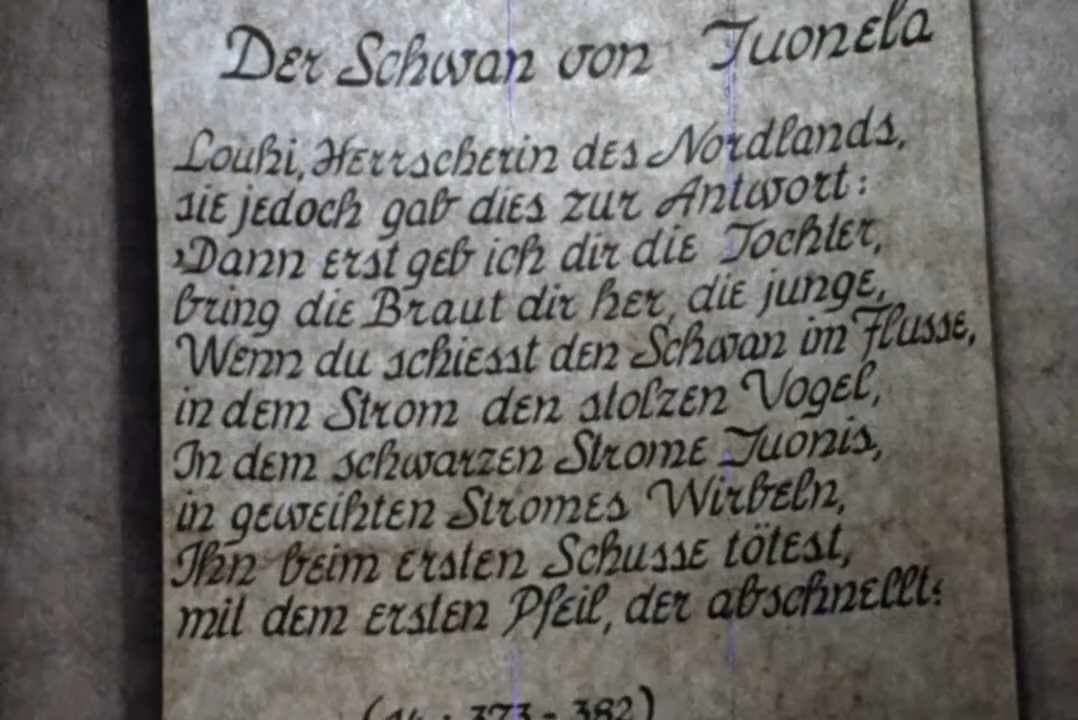 Der Schwan von Tuonela
Louhi, Herrscherin des Nordlands,
sie jedoch gab dies zur Antwort:
›Dann erst geb ich dir die Tochter,
bring die Braut dir her, die junge,
Wenn du schiesst den Schwan im Flusse,
in dem Strom den stolzen Vogel,
In dem schwarzen Strome Tuonis,
in geweihten Stromes Wirbeln,
Ihn beim ersten Schusse tötest,
mit dem ersten Pfeil, der abschnellt‹
(14 : 373 - 382)